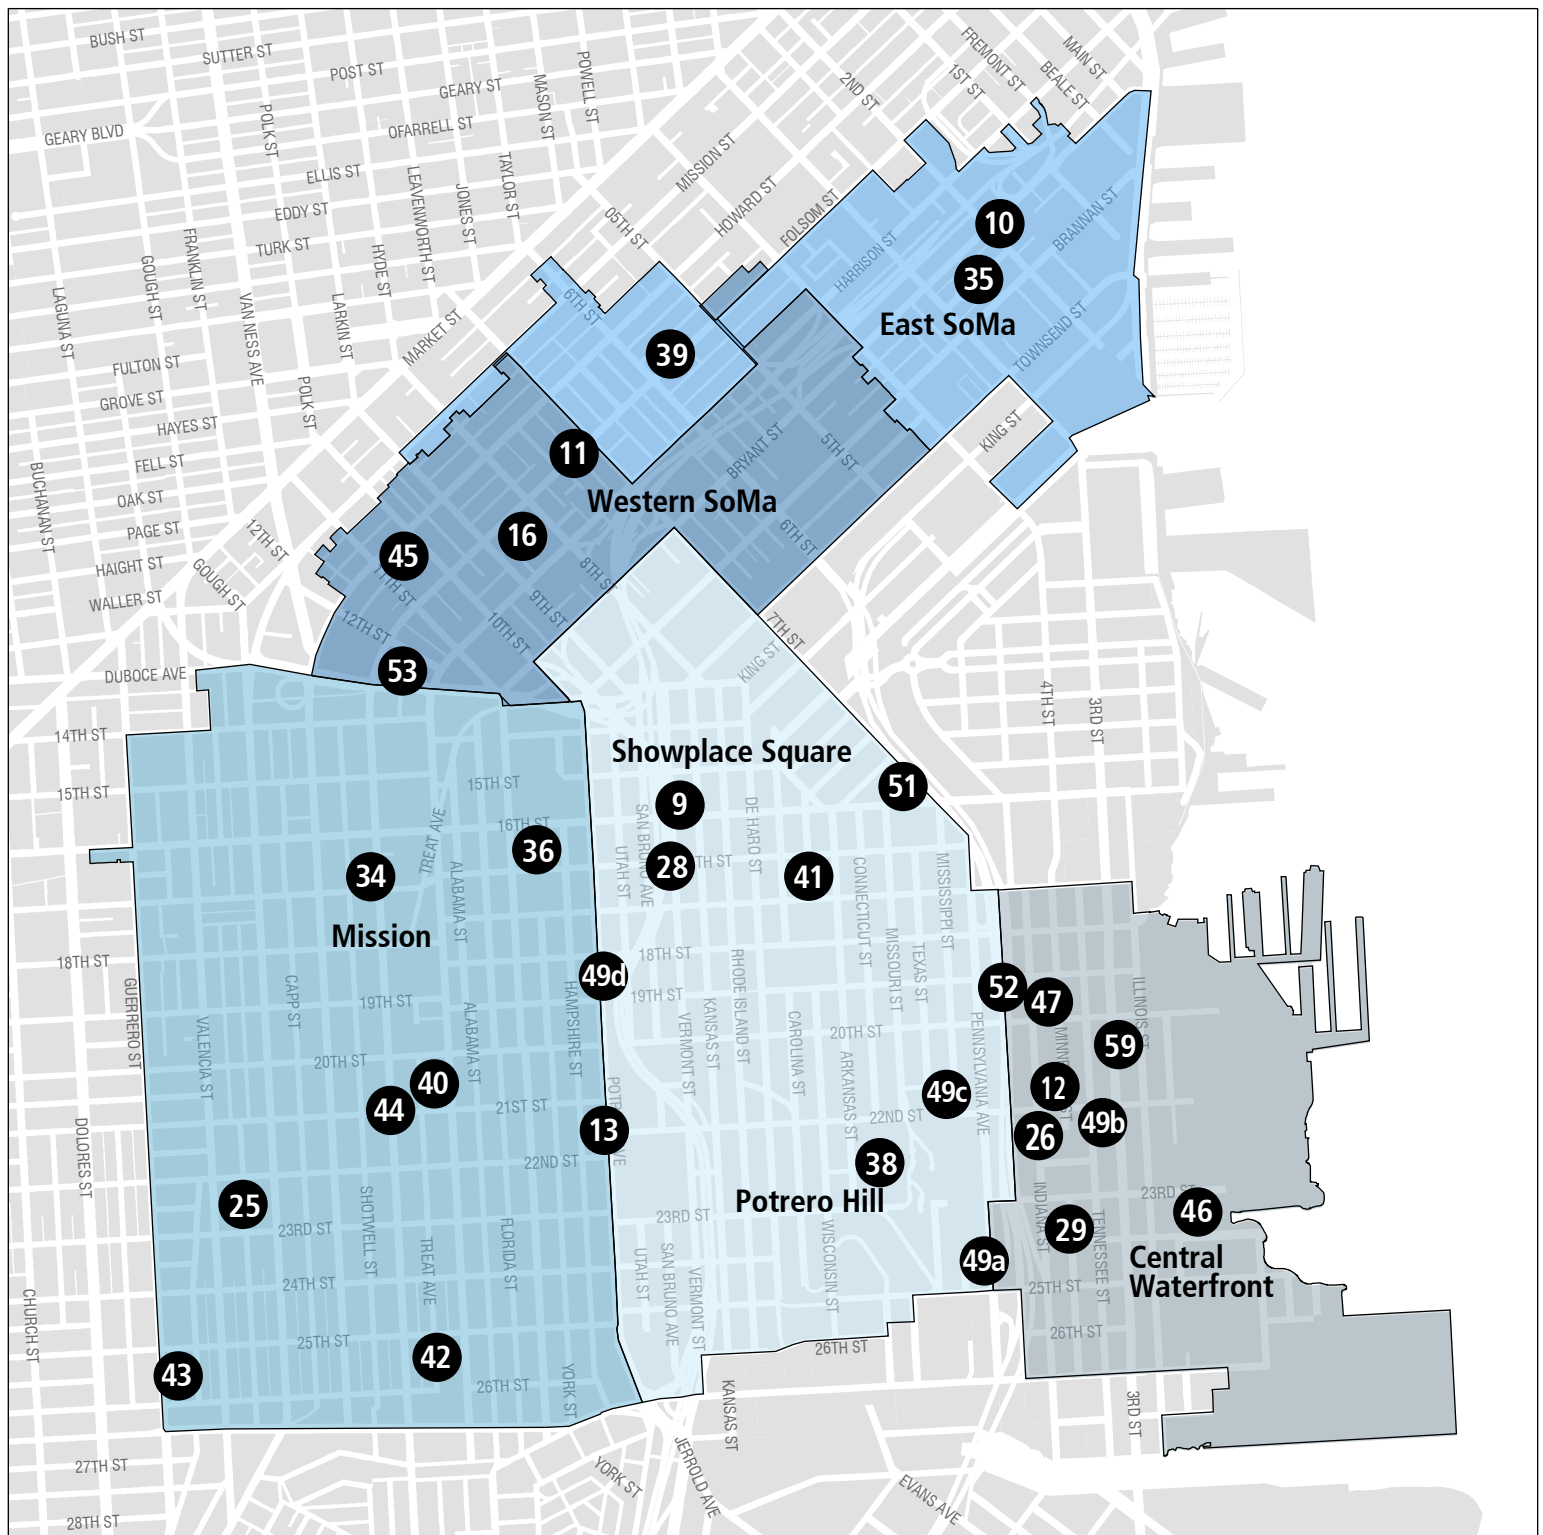 BUSH ST
SUTTER ST
POST ST
GEARY ST
MASON ST
POWELL ST
2ND ST
1ST ST
FREMONT ST
BEALE ST
MAIN ST
GEARY BLVD
POLK ST
OFARRELL ST
ELLIS ST
LEAVENWORTH ST
JONES ST
TAYLOR ST
MISSION ST
HOWARD ST
FOLSOM ST
05TH ST
EDDY ST
TURK ST
HYDE ST
FRANKLIN ST
GOUGH ST
LAGUNA ST
VAN NESS AVE
LARKIN ST
MARKET ST
6TH ST
HARRISON ST
BRANNAN ST
10
35
East SoMa
TOWNSEND ST
39
FULTON ST
GROVE ST
HAYES ST
FELL ST
OAK ST
PAGE ST
HAIGHT ST
WALLER ST
POLK ST
BUCHANAN ST
12TH ST
GOUGH ST
11
BRYANT ST
5TH ST
KING ST
Western SoMa
16
6TH ST
45
11TH ST
8TH ST
9TH ST
10TH ST
12TH ST
7TH ST
KING ST
DUBOCE AVE
53
4TH ST
3RD ST
14TH ST
Showplace Square
15TH ST
15TH ST
51
9
SAN BRUNO AVE
DE HARO ST
16TH ST
36
TREAT AVE
34
ALABAMA ST
UTAH ST
28
TH ST
41
CONNECTICUT ST
MISSISSIPPI ST
Mission
18TH ST
18TH ST
49d
19TH ST
GUERRERO ST
CAPP ST
19TH ST
HAMPSHIRE ST
RHODE ISLAND ST
MISSOURI ST
TEXAS ST
52
47
ILLINOIS ST
VALENCIA ST
ALABAMA ST
VERMONT ST
KANSAS ST
CAROLINA ST
20TH ST
PENNSYLVANIA AVE
59
20TH ST
40
44
21ST ST
ARKANSAS ST
49c
12
22ND ST
49b
13
26
DOLORES ST
22ND ST
38
Potrero Hill
25
23RD ST
SHOTWELL ST
23RD ST
WISCONSIN ST
INDIANA ST
23RD ST
46
29
TENNESSEE ST
Central
Waterfront
TREAT AVE
FLORIDA ST
24TH ST
UTAH ST
SAN BRUNO AVE
VERMONT ST
49a
25TH ST
CHURCH ST
25TH ST
42
43
26TH ST
YORK ST
26TH ST
26TH ST
KANSAS ST
3RD ST
27TH ST
YORK ST
JERROLD AVE
EVANS AVE
28TH ST